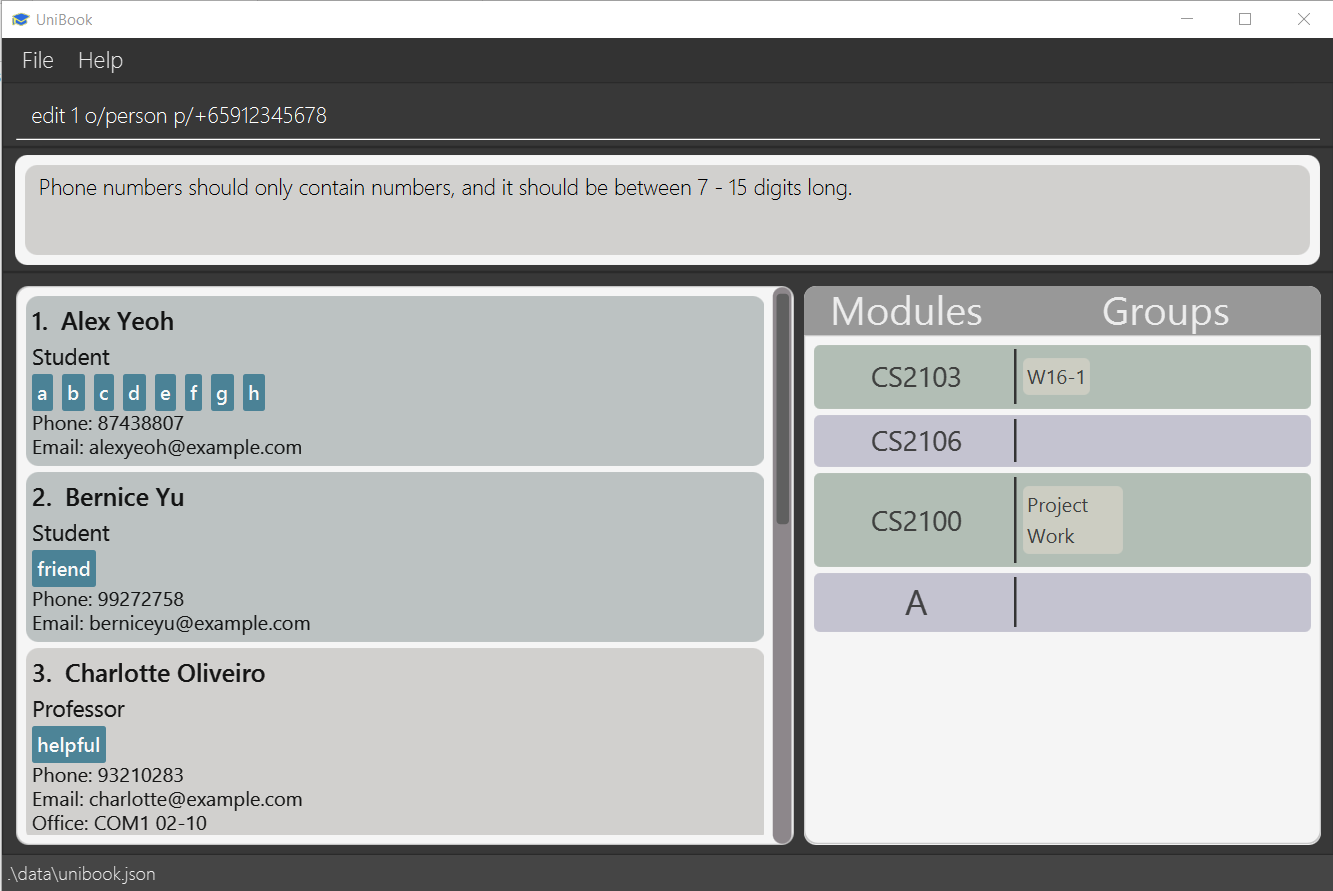 UniBook
File Help
edit 1 o/person p/+65912345678
Phone numbers should only contain numbers, and it should be between 7 - 15 digits long.
1. Alex Yeoh
Student
a b c d e f g h
Phone: 87438807
Email: alexyeoh@example.com
2. Bernice Yu
Student
friend
Phone: 99272758
Email: berniceyu@example.com
3. Charlotte Oliveiro
Professor
helpful
Phone: 93210283
Email: charlotte@example.com
Office: COM1 02-10
Modules Groups
CS2103 W16-1
CS2106
CS2100
Project
Work
A
.\data\unibook.json